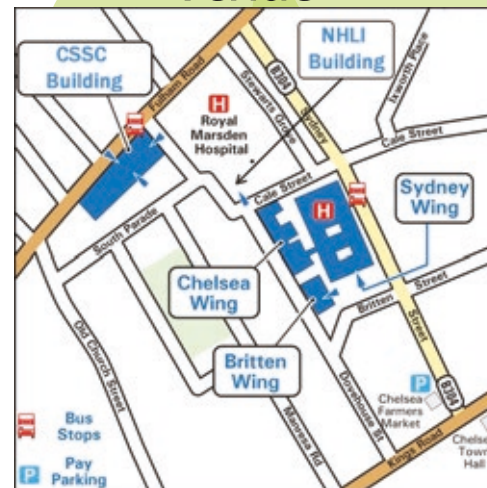 CSSC
Building
NHLI
Building
Fulham Road
B304
Ixworth Place
Stewarts Grove
Sydney
H
Royal
Marsden
Hospital
Cale Street
Cale Street
Sydney
Wing
H
South Parade
Chelsea
Wing
Britten
Street
Britten
Wing
Street
Old Church Street
Dovehouse St
Manresa Rd
P
Chelsea
Farmers
Market
B304
Kings Road
Chelsea
Town
Hall
Bus
Stops
P
Pay
Parking